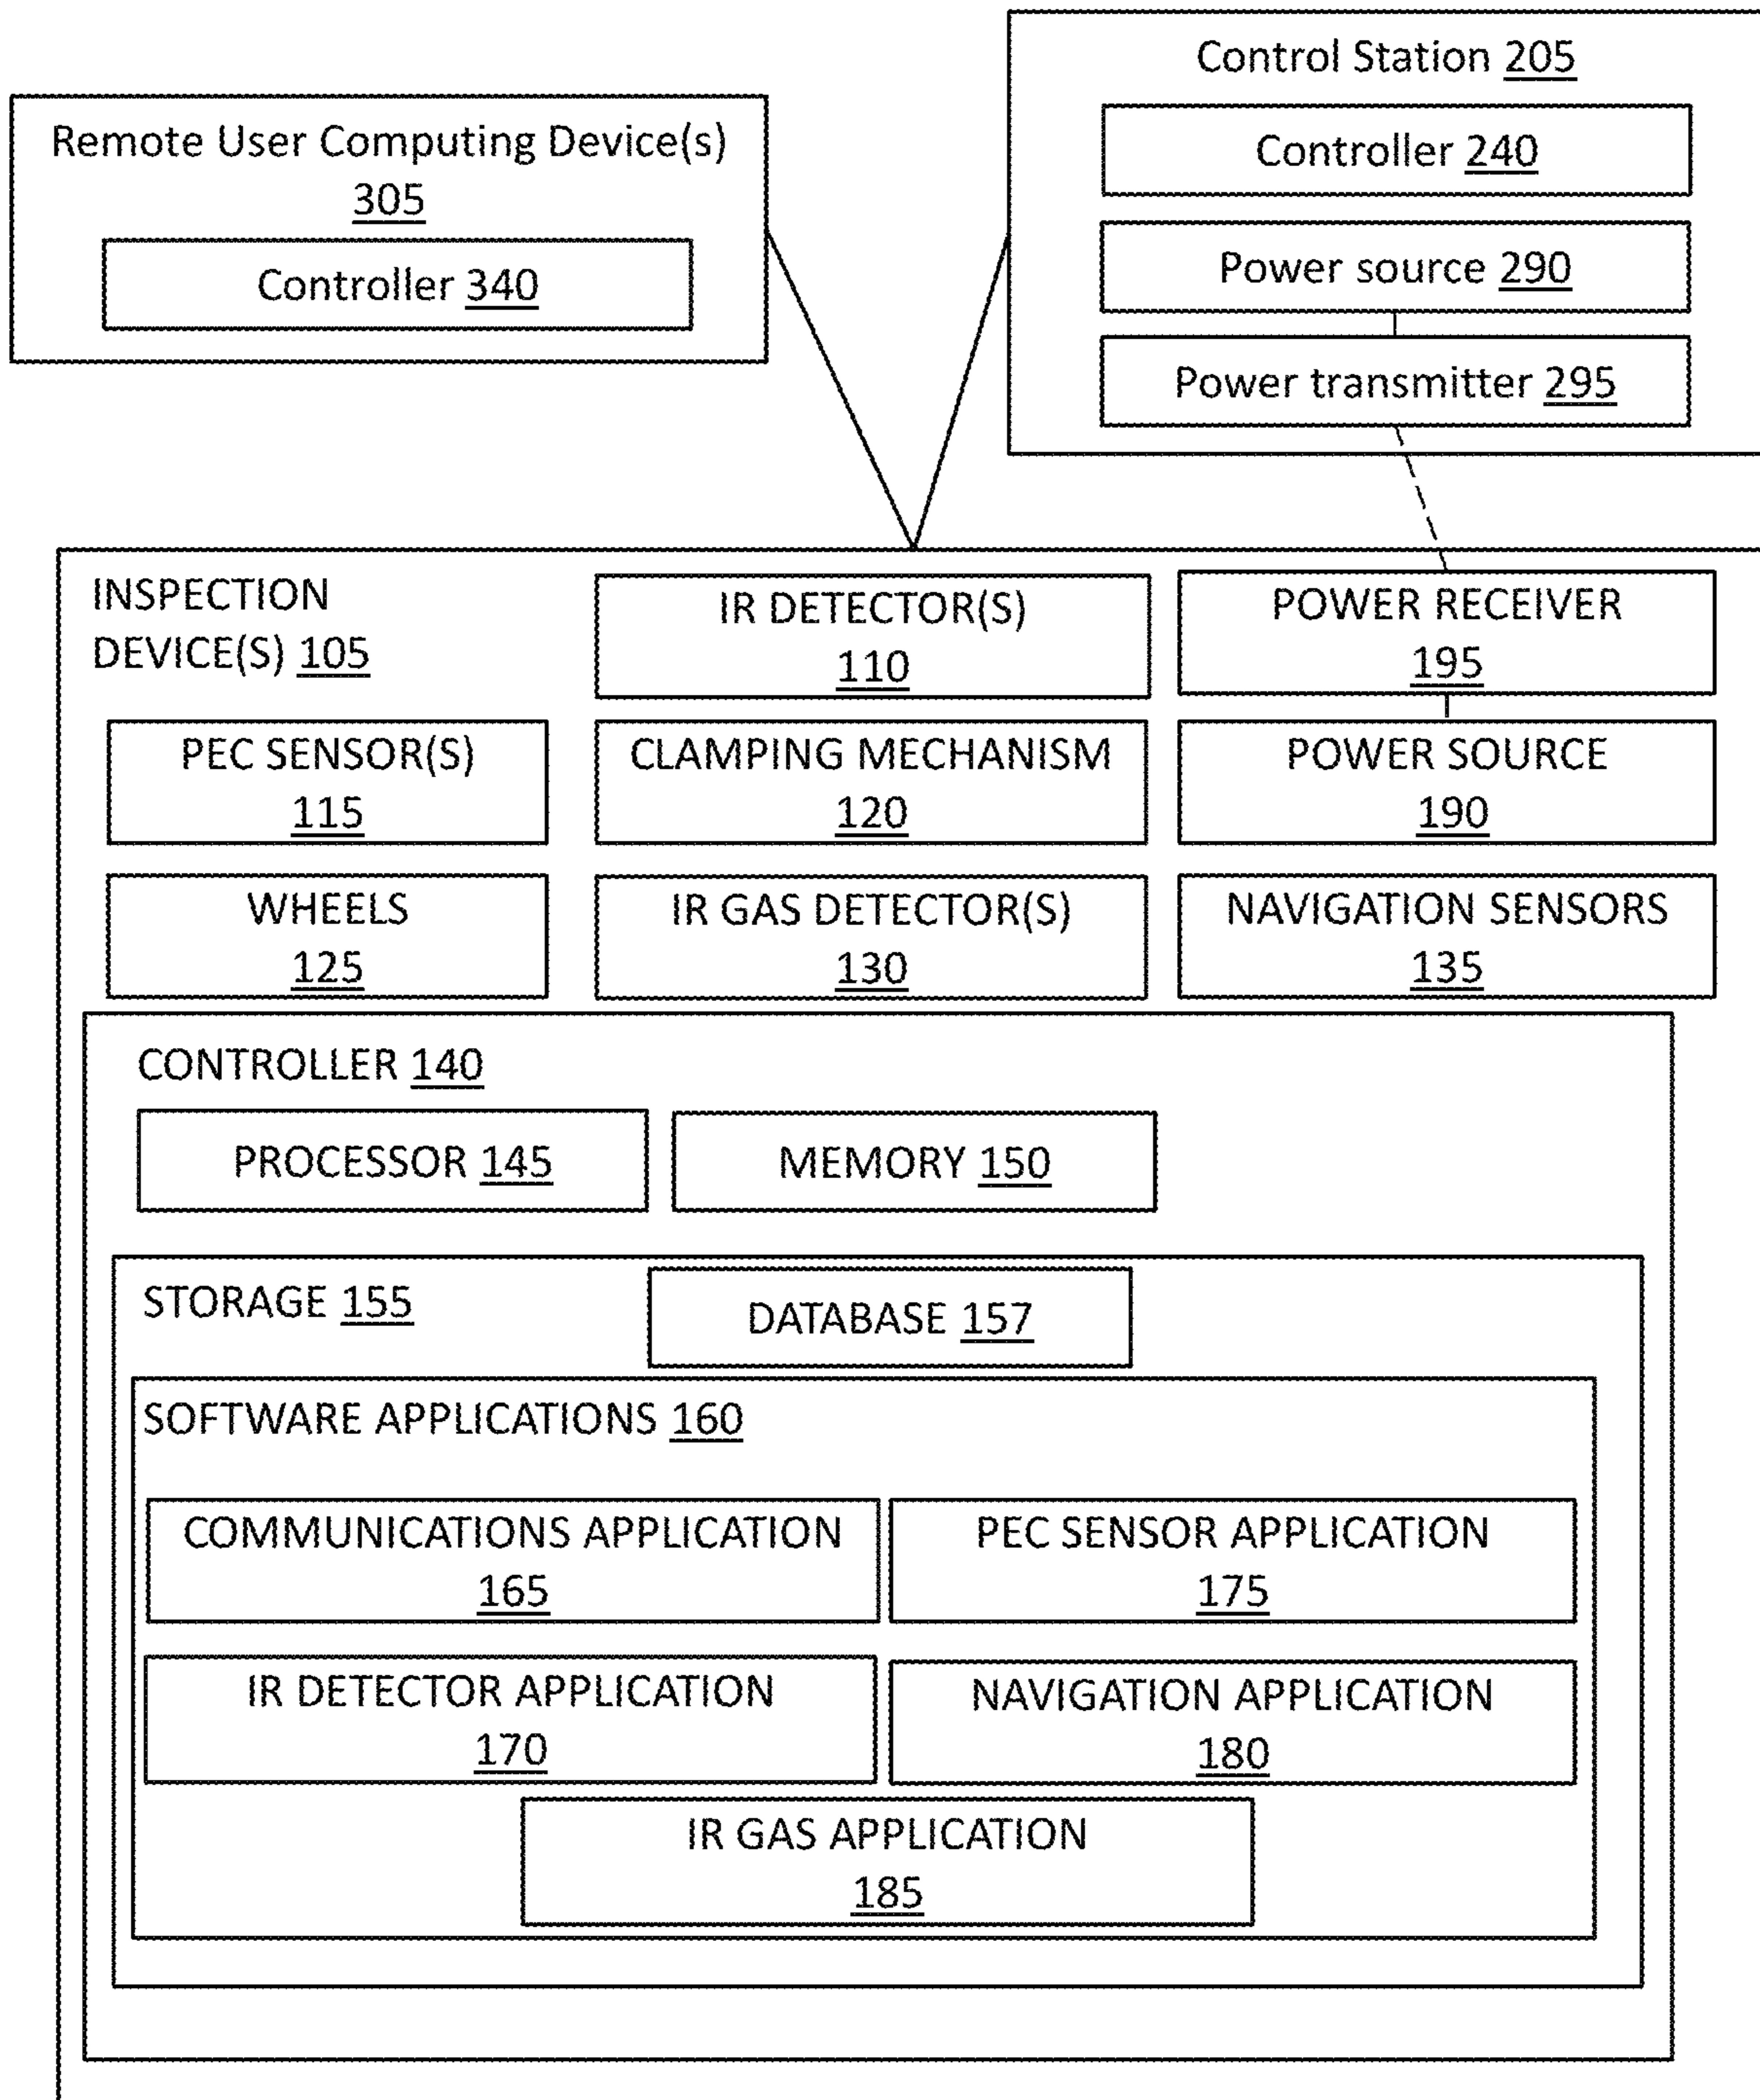 Control Station 205
Controller 240
Power source 290
Power transmitter 295
Remote User Computing Device(s)
305
Controller 340
INSPECTION
DEVICE(S) 105
IR DETECTOR(S)
110
POWER RECEIVER
195
PEC SENSOR(S)
115
CLAMPING MECHANISM
120
POWER SOURCE
190
WHEELS
125
IR GAS DETECTOR(S)
130
NAVIGATION SENSORS
135
CONTROLLER 140
PROCESSOR 145
MEMORY 150
STORAGE 155
DATABASE 157
SOFTWARE APPLICATIONS 160
COMMUNICATIONS APPLICATION
165
PEC SENSOR APPLICATION
175
IR DETECTOR APPLICATION
170
NAVIGATION APPLICATION
180
IR GAS APPLICATION
185